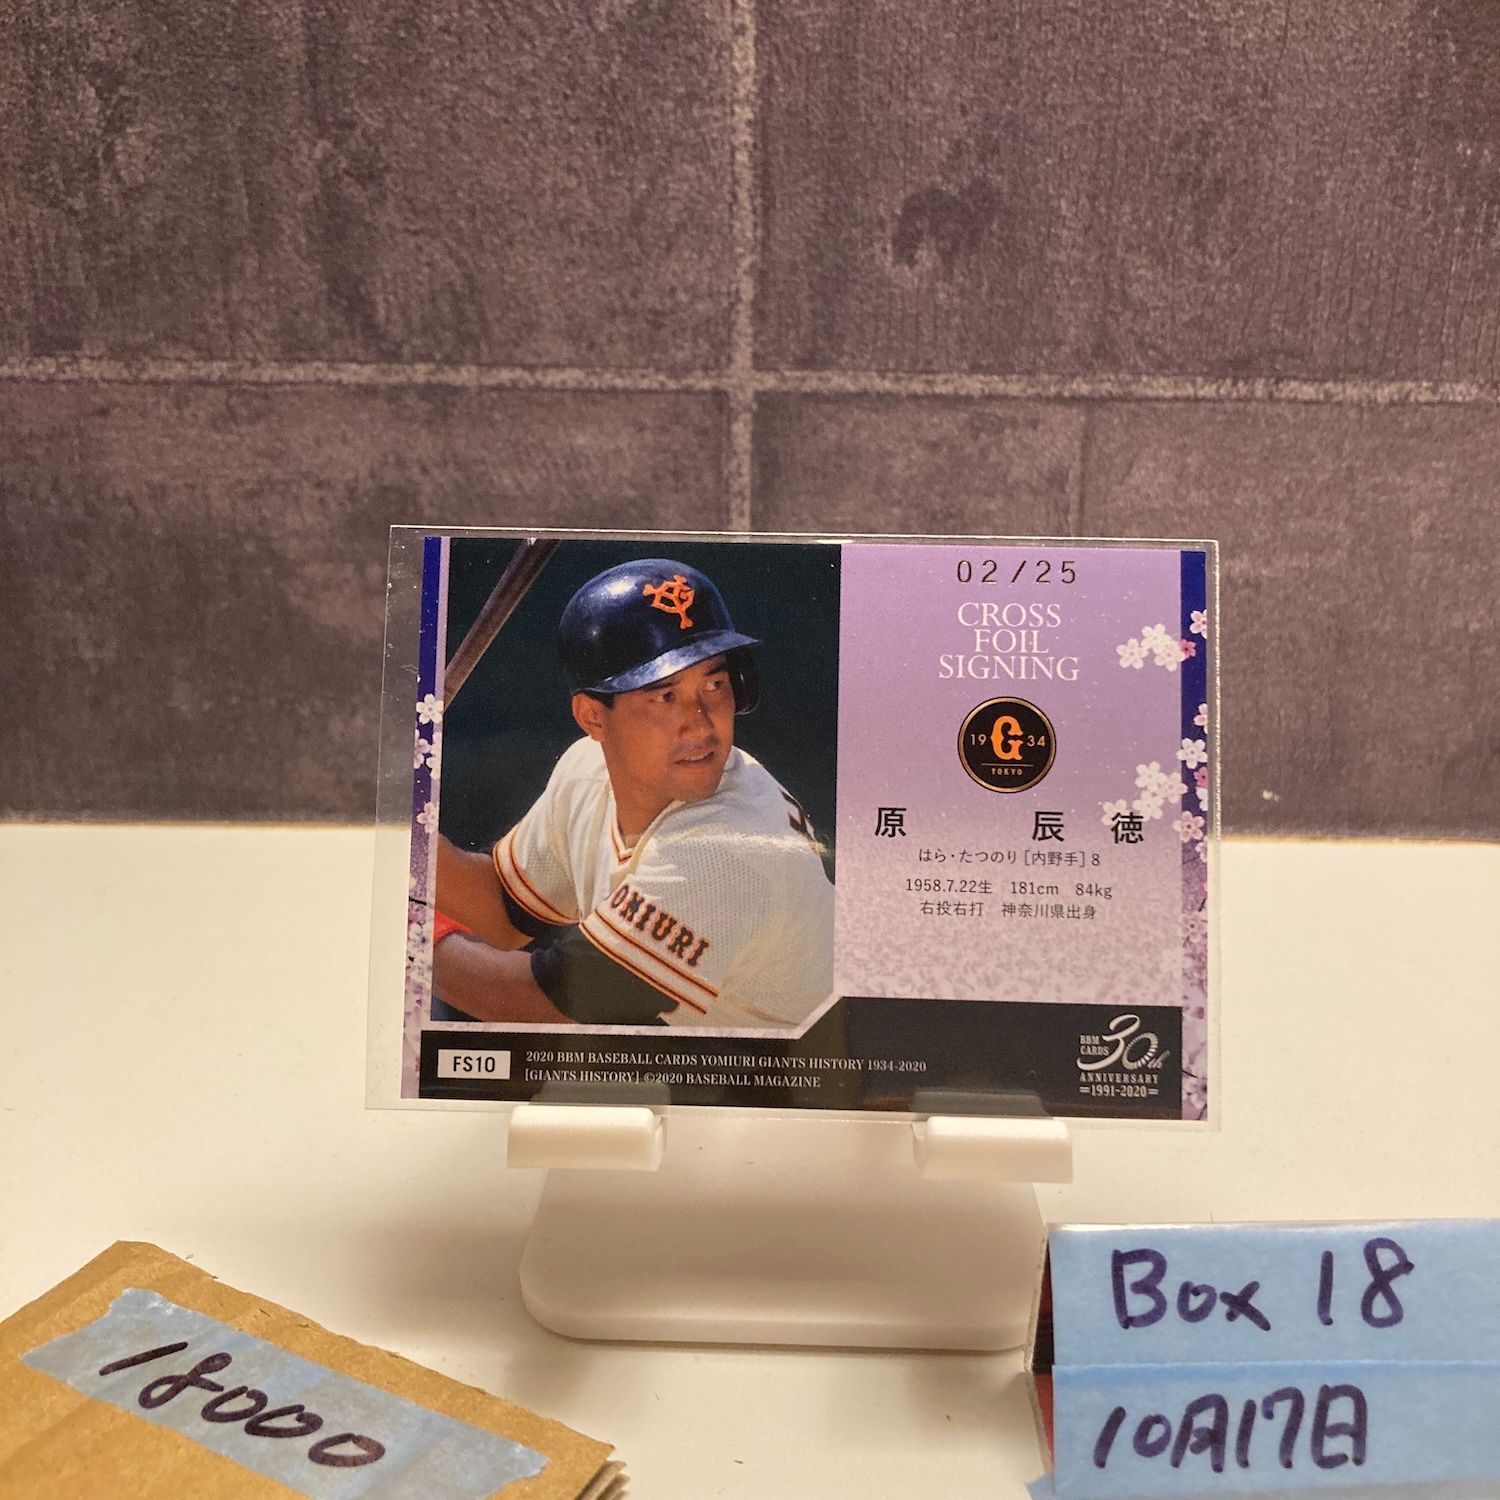 02/25
CROSS
FOIL
SIGNING
19 G 34
TOKYO
原 辰 徳
はら・たつのり [内野手] 8
1958.7.22生 181cm 84kg
右投右打 神奈川県出身
YG
YOMIURI
FS10
2020 BBM BASEBALL CARDS YOMIURI GIANTS HISTORY 1934-2020
[GIANTS HISTORY] ©2020 BASEBALL MAGAZINE
BBM
CARDS
30th
ANNIVERSARY
=1991-2020=
18000
Box 18
10月17日